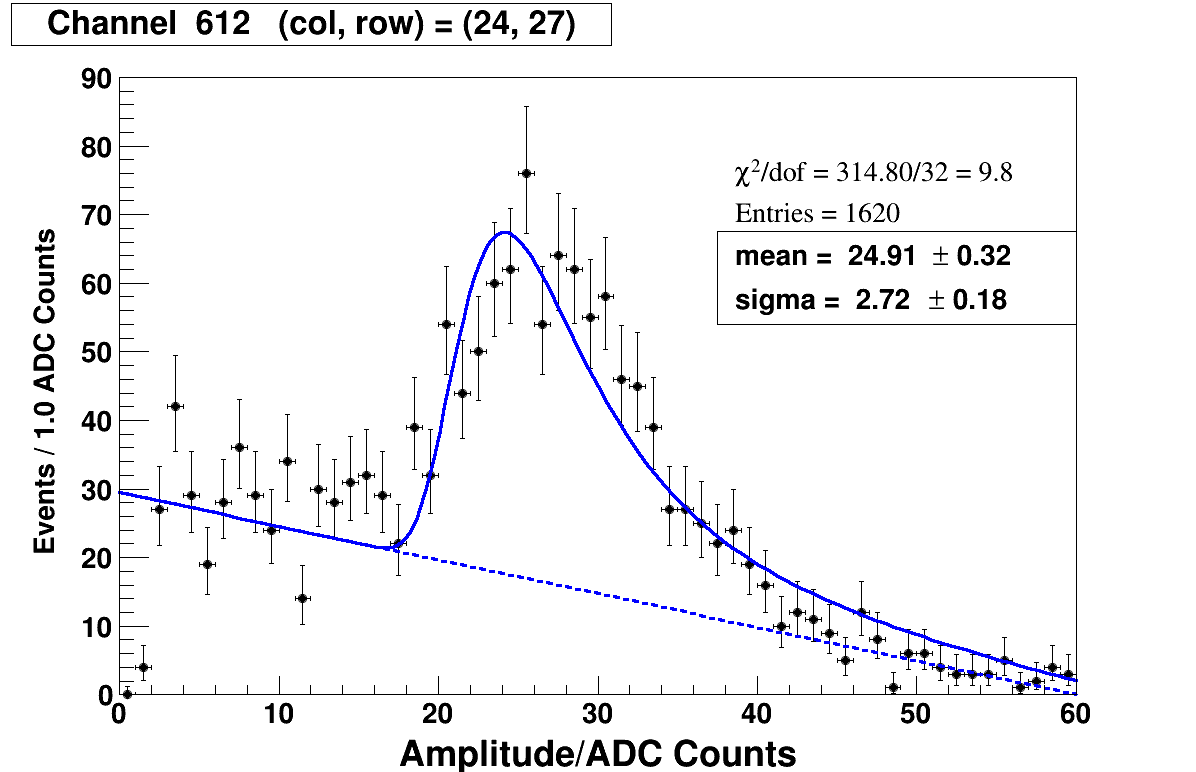 Channel 612 (col, row) = (24, 27)
90
80
70
60
50
40
30
20
10
0
Events / 1.0 ADC Counts
χ²/dof = 314.80/32 = 9.8
Entries = 1620
mean = 24.91 ± 0.32
sigma = 2.72 ± 0.18
0 10 20 30 40 50 60
Amplitude/ADC Counts